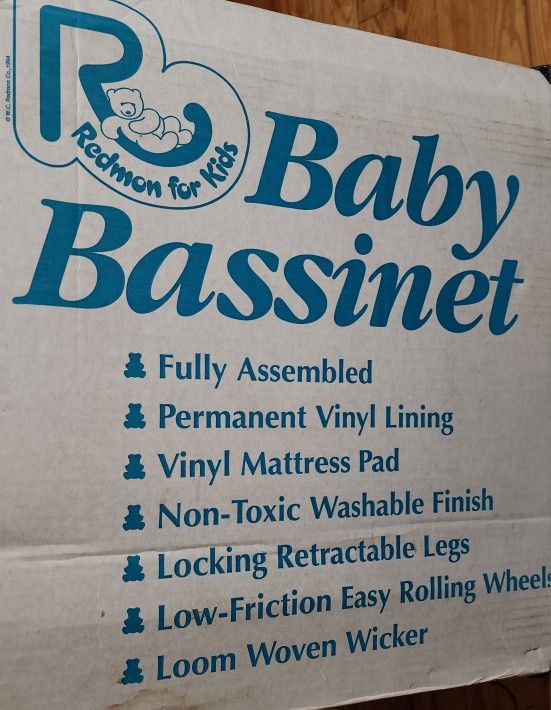 © W.C. Redmon Co., 1994
R
Redmon for Kids
Baby
Bassinet
Fully Assembled
Permanent Vinyl Lining
Vinyl Mattress Pad
Non-Toxic Washable Finish
Locking Retractable Legs
Low-Friction Easy Rolling Wheels
Loom Woven Wicker